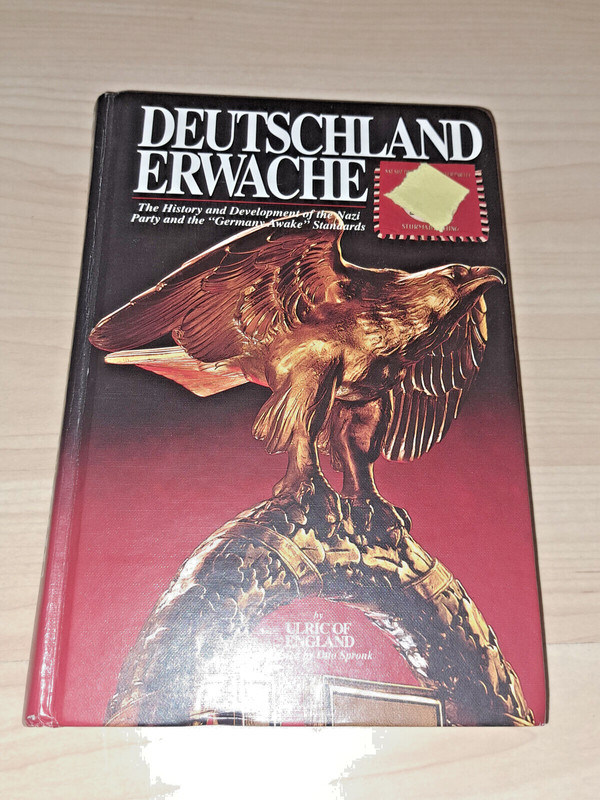 DEUTSCHLAND
ERWACHE
The History and Development of the Nazi
Party and the "Germany Awake" Standards
by
ULRIC OF
ENGLAND
by Otto Spronk